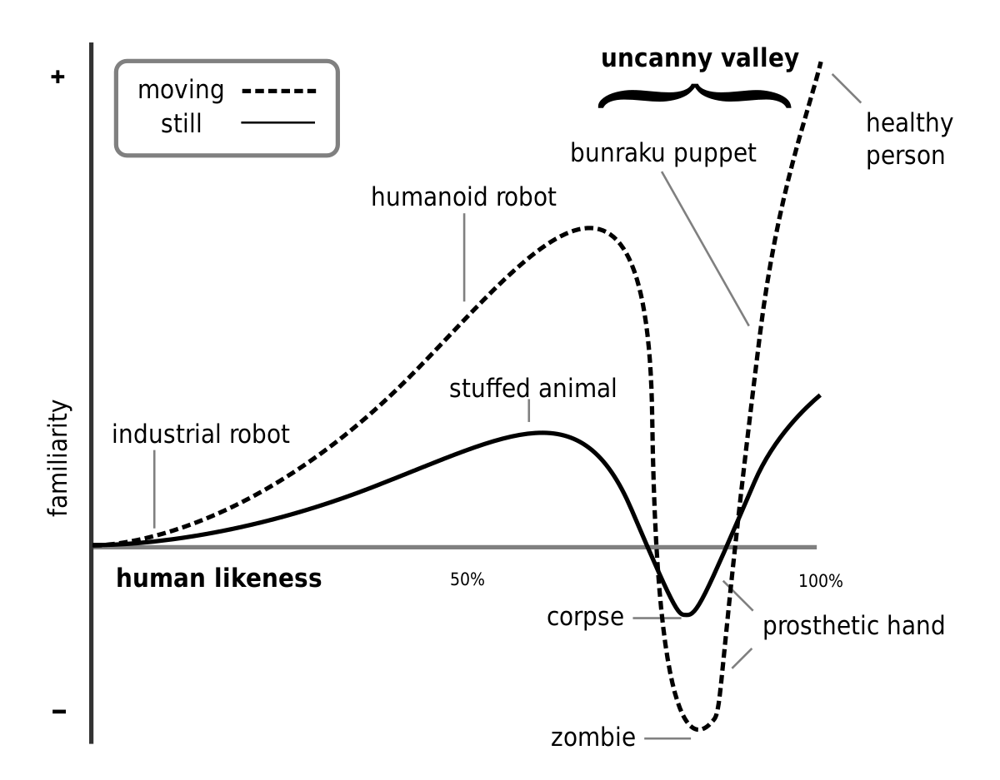 uncanny valley
+
moving
still
healthy
person
bunraku puppet
humanoid robot
stuffed animal
industrial robot
familiarity
human likeness
50%
100%
corpse
prosthetic hand
–
zombie